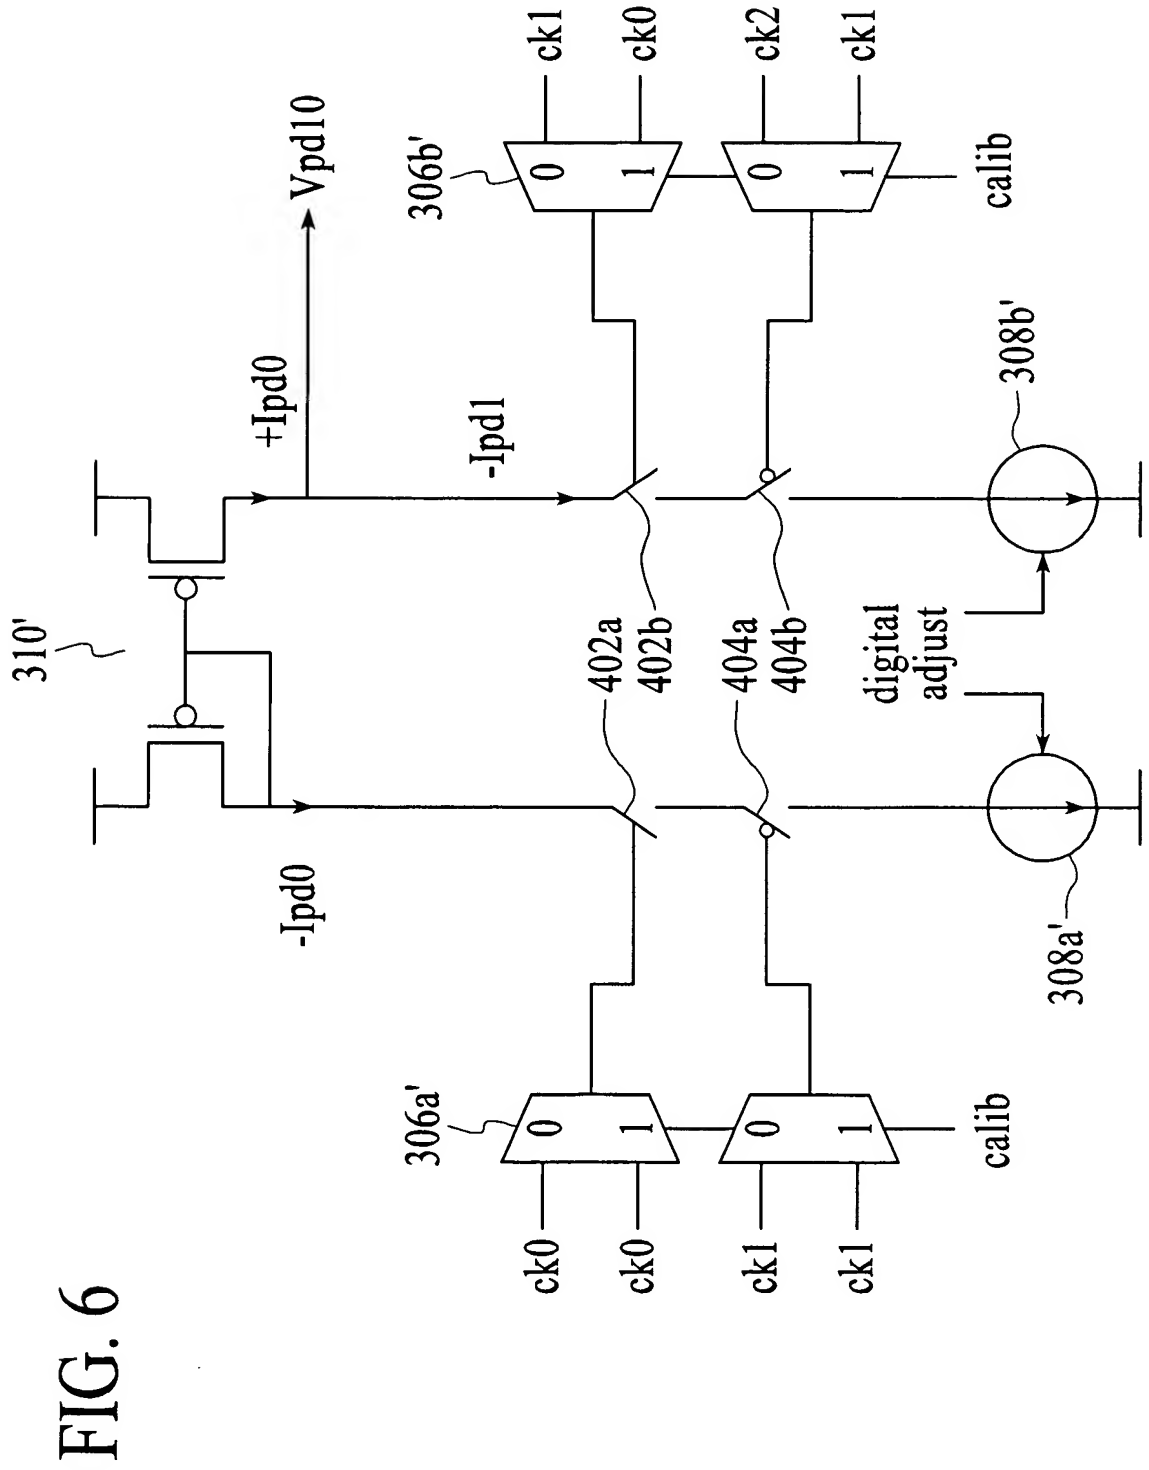 FIG. 6
310'
-Ipd0
+Ipd0
Vpd10
-Ipd1
306a'
0
1
0
1
ck0
ck0
ck1
ck1
calib
306b'
0
1
0
1
ck1
ck0
ck2
ck1
calib
402a
402b
404a
404b
digital
adjust
308a'
308b'